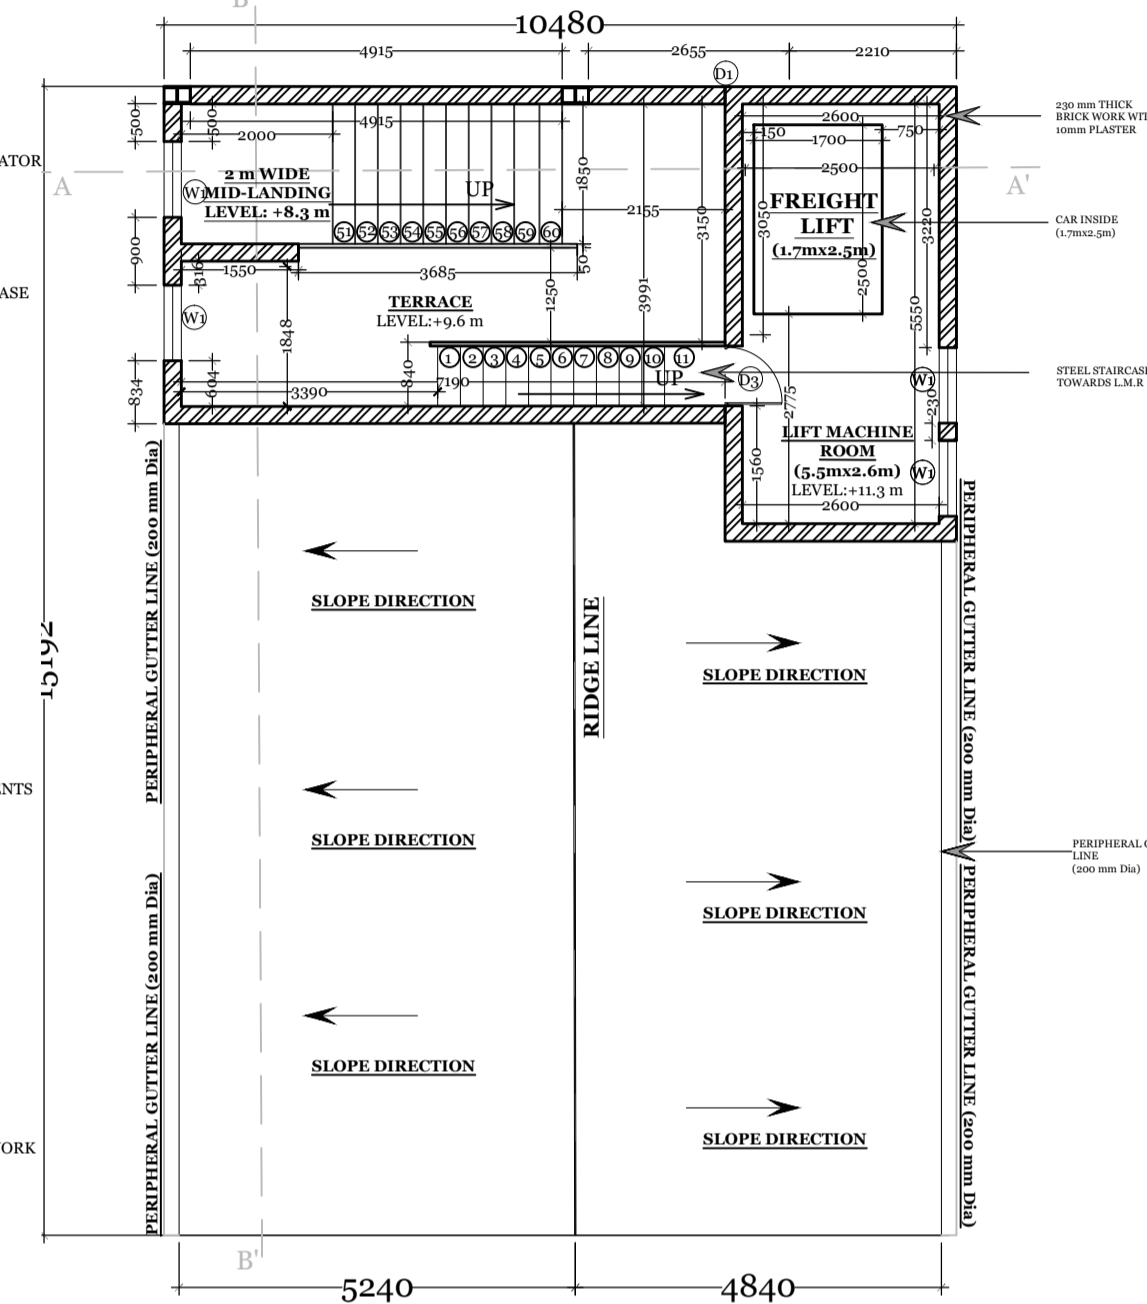 B
10480
4915
2655
2210
D1
230 mm THICK
BRICK WORK WIT
10mm PLASTER
500
500
4915
2000
2600
150
1700
750
2500
ATOR
A
A'
2 m WIDE
MID-LANDING
LEVEL: +8.3 m
W1
UP
1850
2155
3150
3050
3220
FREIGHT
LIFT
(1.7mx2.5m)
CAR INSIDE
(1.7mx2.5m)
51 52 53 54 55 56 57 58 59 60
900
316
1550
3685
50
1250
3991
2500
5550
ASE
TERRACE
LEVEL:+9.6 m
W1
1848
1 2 3 4 5 6 7 8 9 10 11
UP
D3
W1
STEEL STAIRCASE
TOWARDS L.M.R
834
604
3390
840
7190
2775
230
1560
LIFT MACHINE
ROOM
(5.5mx2.6m)
LEVEL:+11.3 m
W1
2600
PERIPHERAL GUTTER LINE (200 mm Dia)
PERIPHERAL GUTTER LINE (200 mm Dia)
SLOPE DIRECTION
RIDGE LINE
SLOPE DIRECTION
15192
ENTS
SLOPE DIRECTION
PERIPHERAL G
LINE
(200 mm Dia)
PERIPHERAL GUTTER LINE (200 mm Dia)
PERIPHERAL GUTTER LINE (200 mm Dia)
SLOPE DIRECTION
SLOPE DIRECTION
SLOPE DIRECTION
WORK
B'
5240
4840